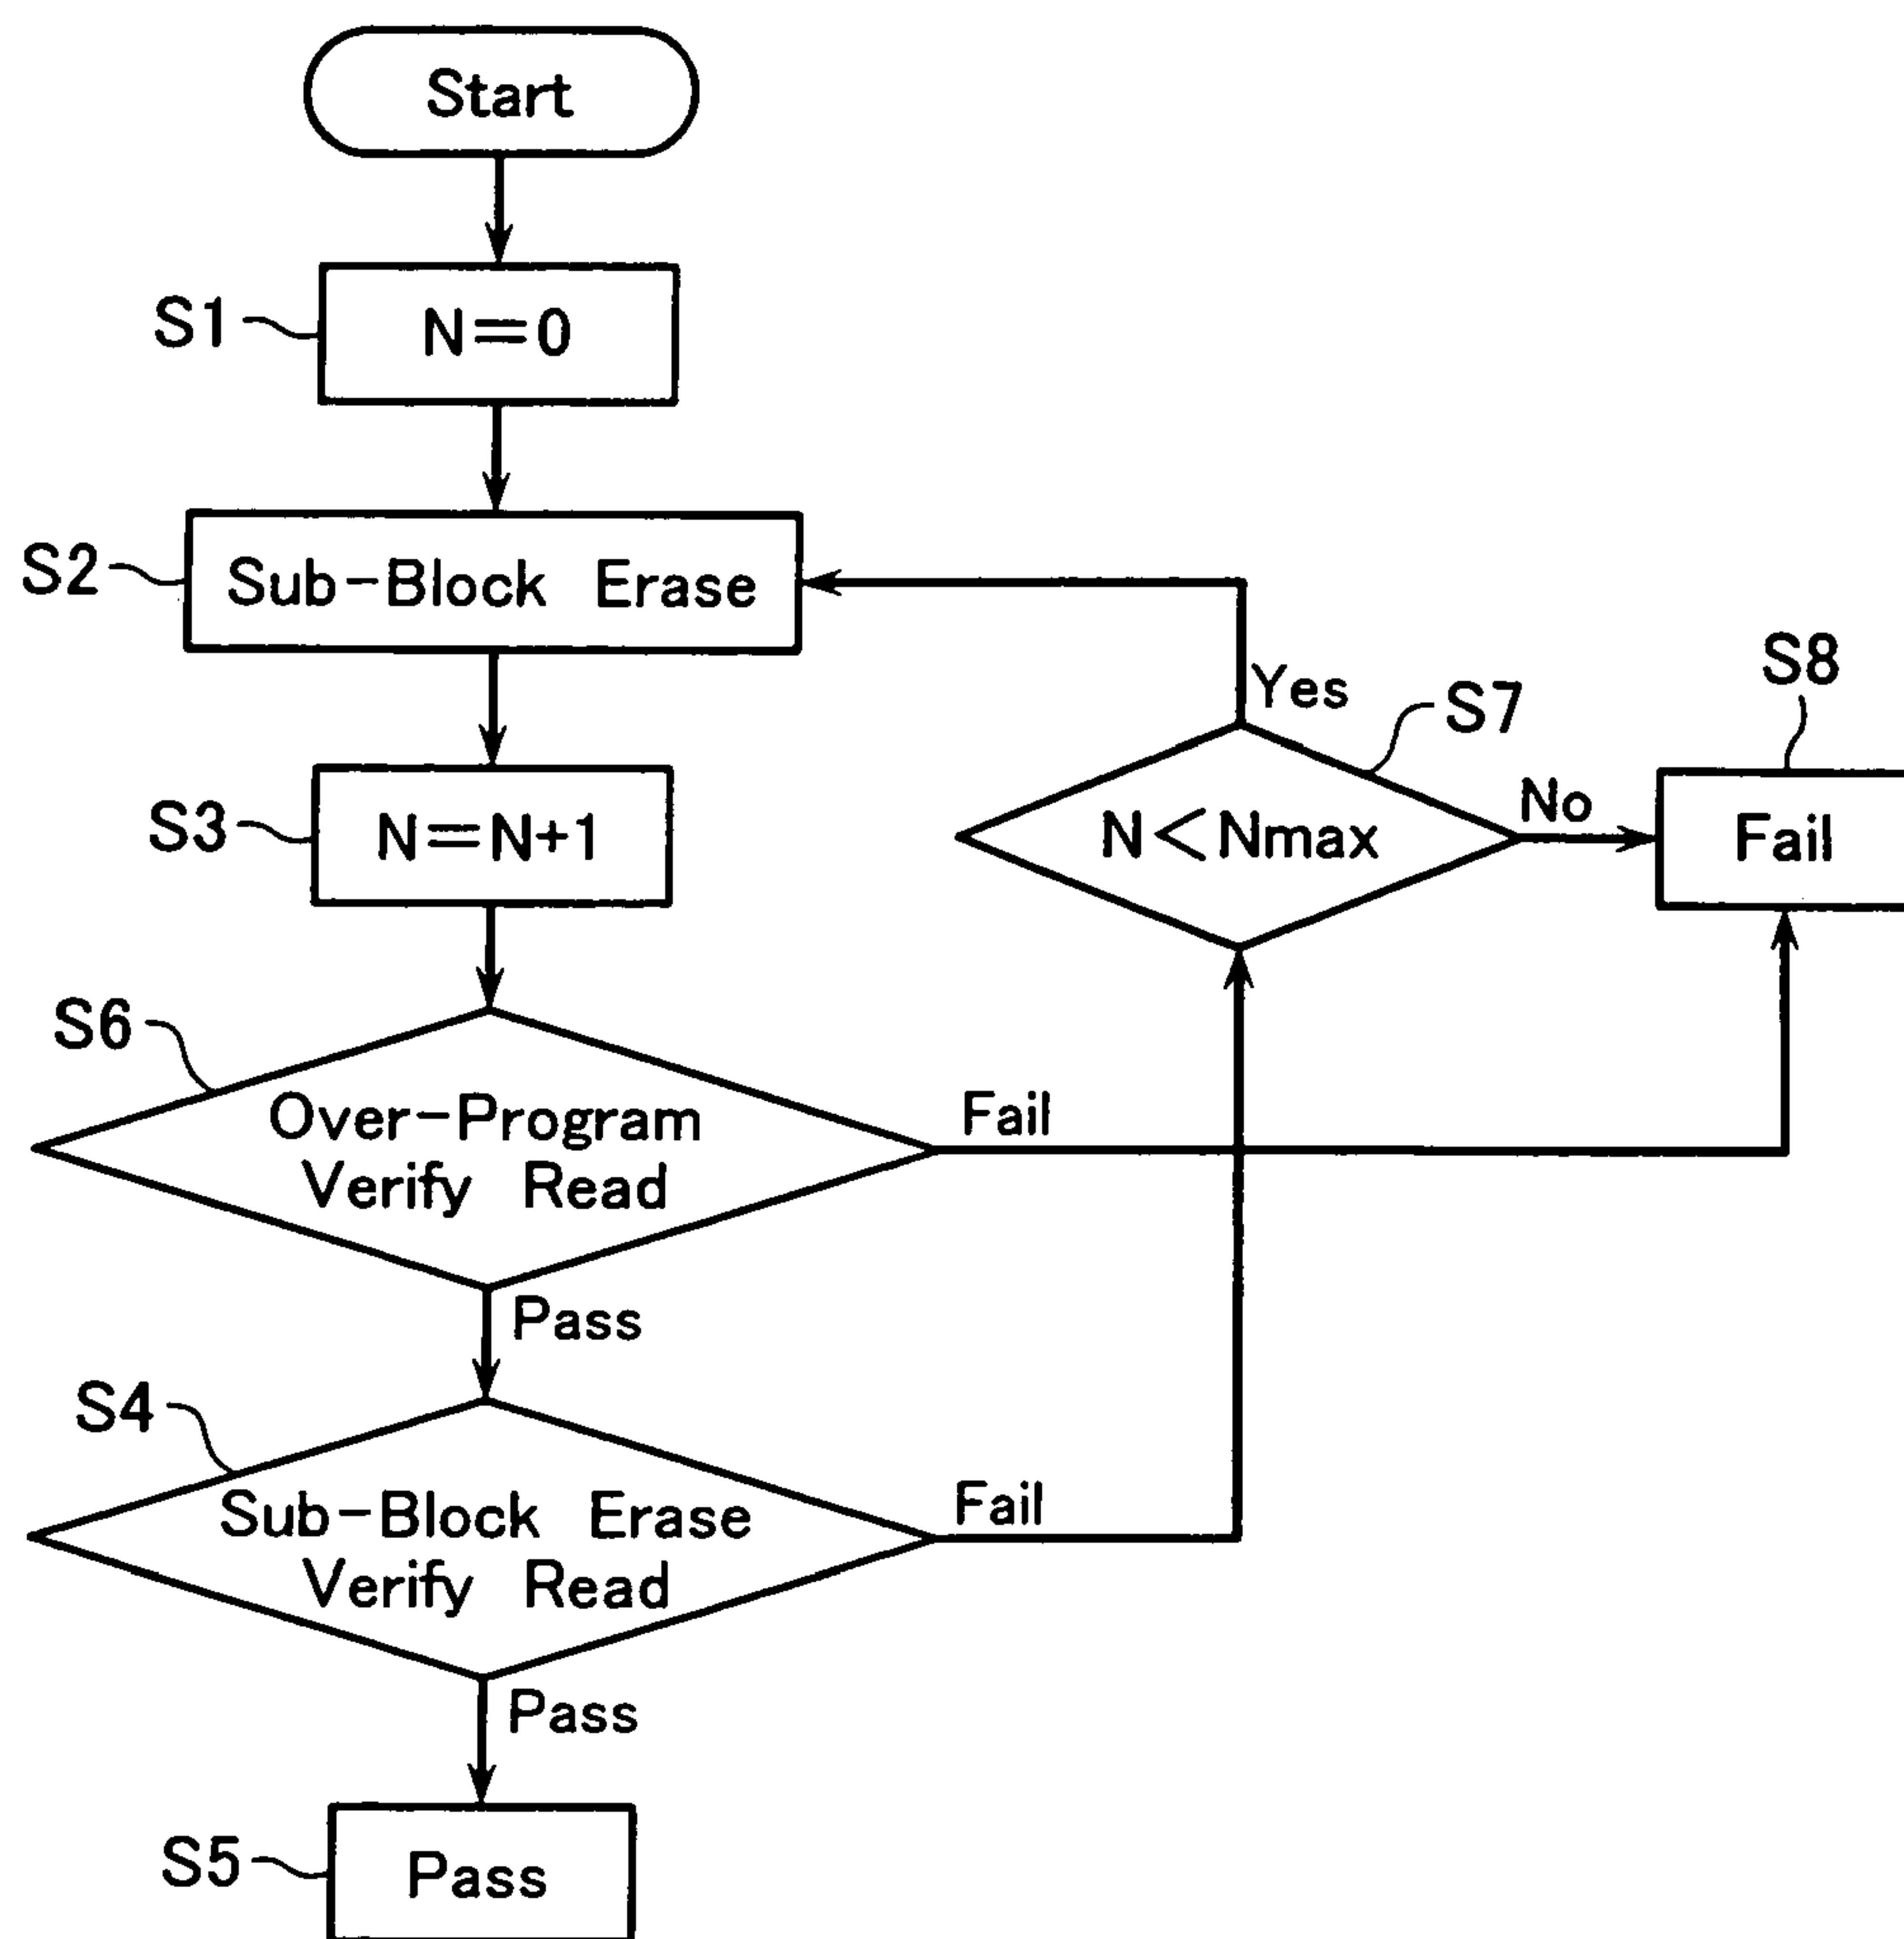 Start
S1
N=0
S2
Sub-Block Erase
Yes
S7
S8
S3
N=N+1
N<Nmax
No
Fail
S6
Over-Program
Verify Read
Fail
Pass
S4
Sub-Block Erase
Verify Read
Fail
Pass
S5
Pass